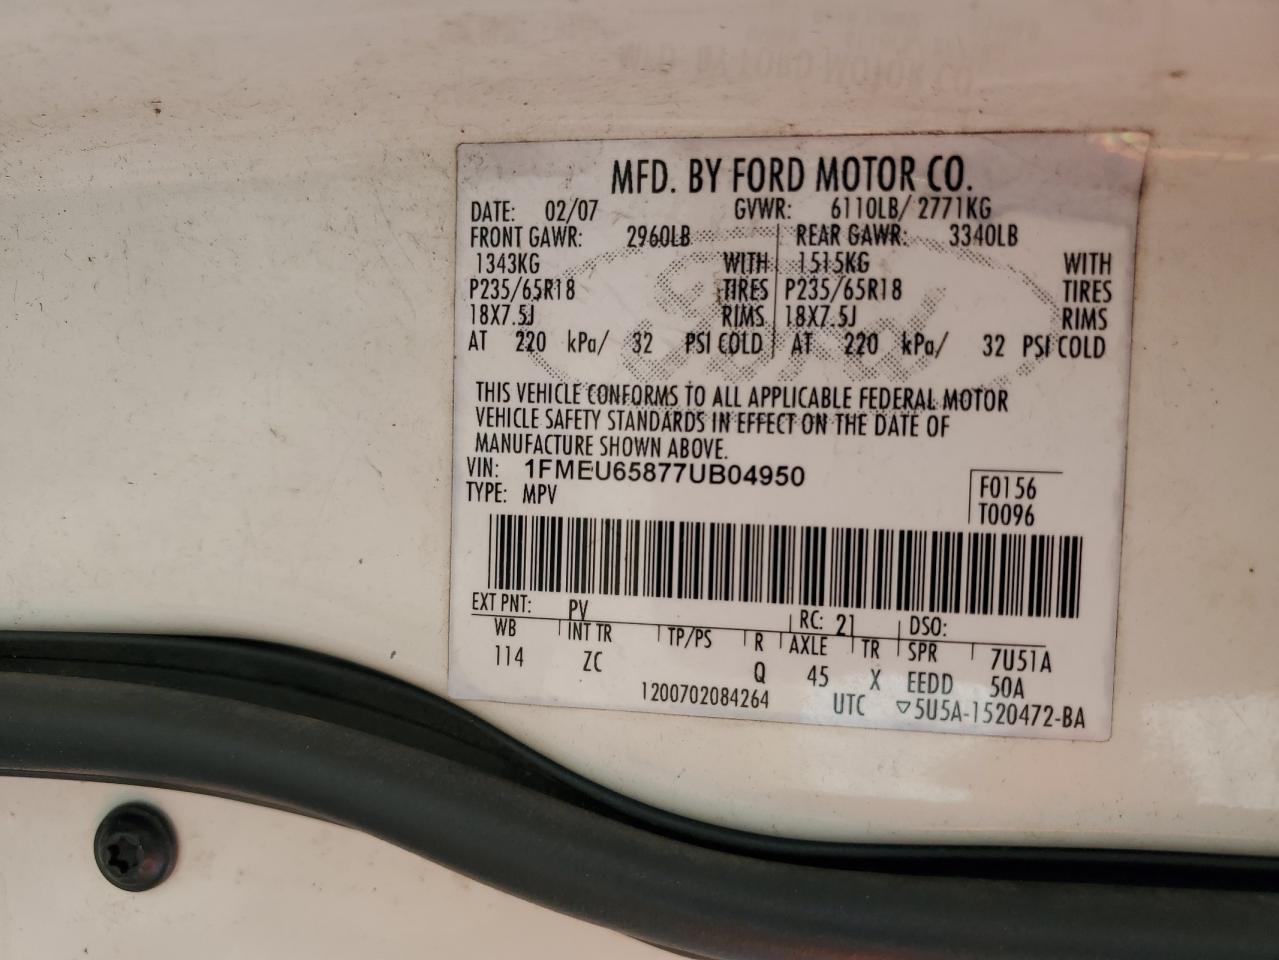 MFD. BY FORD MOTOR CO.
DATE: 02/07 GVWR: 6110LB/ 2771KG
FRONT GAWR: 2960LB REAR GAWR: 3340LB
1343KG WITH 1515KG WITH
P235/65R18 TIRES P235/65R18 TIRES
18X7.5J RIMS 18X7.5J RIMS
AT 220 kPa/ 32 PSI COLD AT 220 kPa/ 32 PSI COLD
THIS VEHICLE CONFORMS TO ALL APPLICABLE FEDERAL MOTOR
VEHICLE SAFETY STANDARDS IN EFFECT ON THE DATE OF
MANUFACTURE SHOWN ABOVE.
VIN: 1FMEU65877UB04950
TYPE: MPV
F0156
T0096
EXT PNT: PV RC: 21 DSO:
WB INT TR TP/PS R AXLE TR SPR 7U51A
114 ZC Q 45 X EEDD 50A
1200702084264 UTC ▽5U5A-1520472-BA